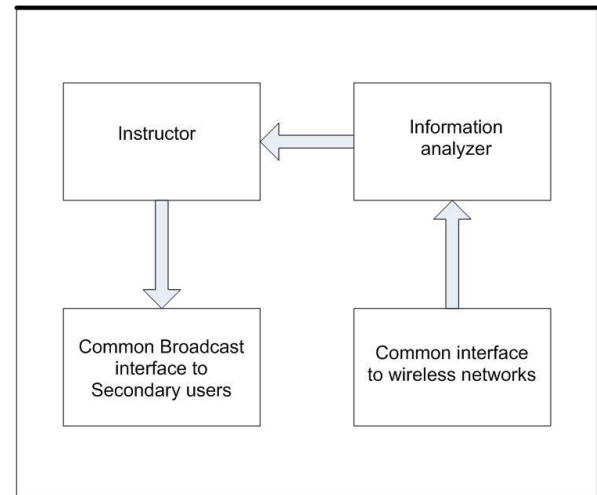 Instructor
Information
analyzer
Common Broadcast
interface to
Secondary users
Common interface
to wireless networks